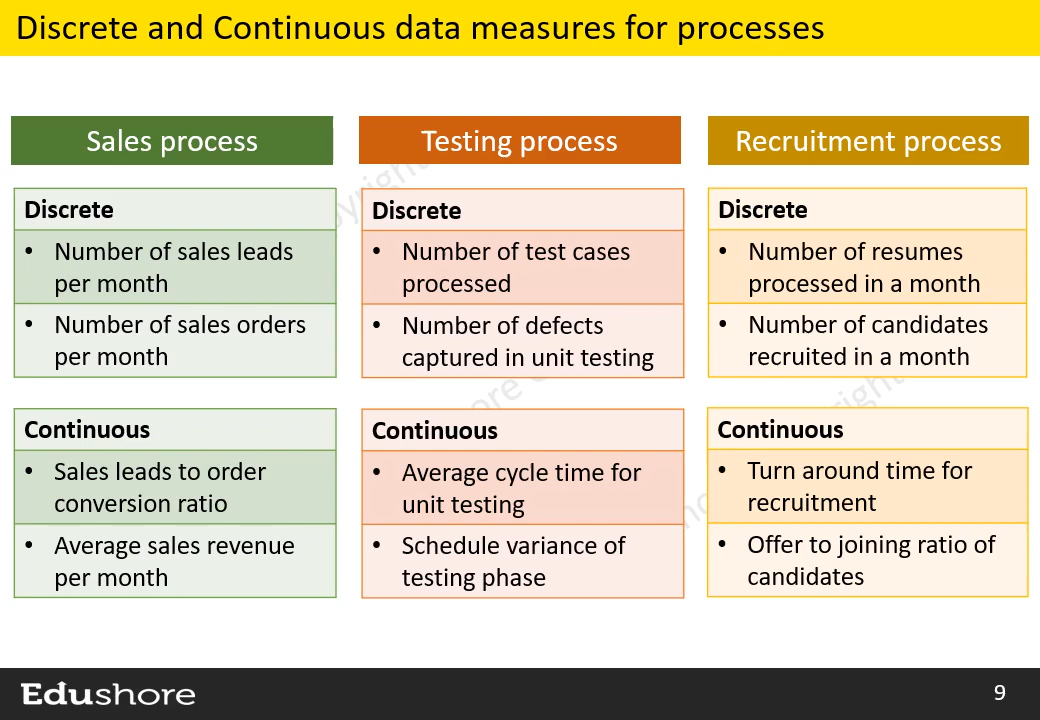 Discrete and Continuous data measures for processes
Sales process
Discrete
• Number of sales leads
per month
• Number of sales orders
per month
Continuous
• Sales leads to order
conversion ratio
• Average sales revenue
per month
Testing process
Discrete
• Number of test cases
processed
• Number of defects
captured in unit testing
Continuous
• Average cycle time for
unit testing
• Schedule variance of
testing phase
Recruitment process
Discrete
• Number of resumes
processed in a month
• Number of candidates
recruited in a month
Continuous
• Turn around time for
recruitment
• Offer to joining ratio of
candidates
Edushore
9